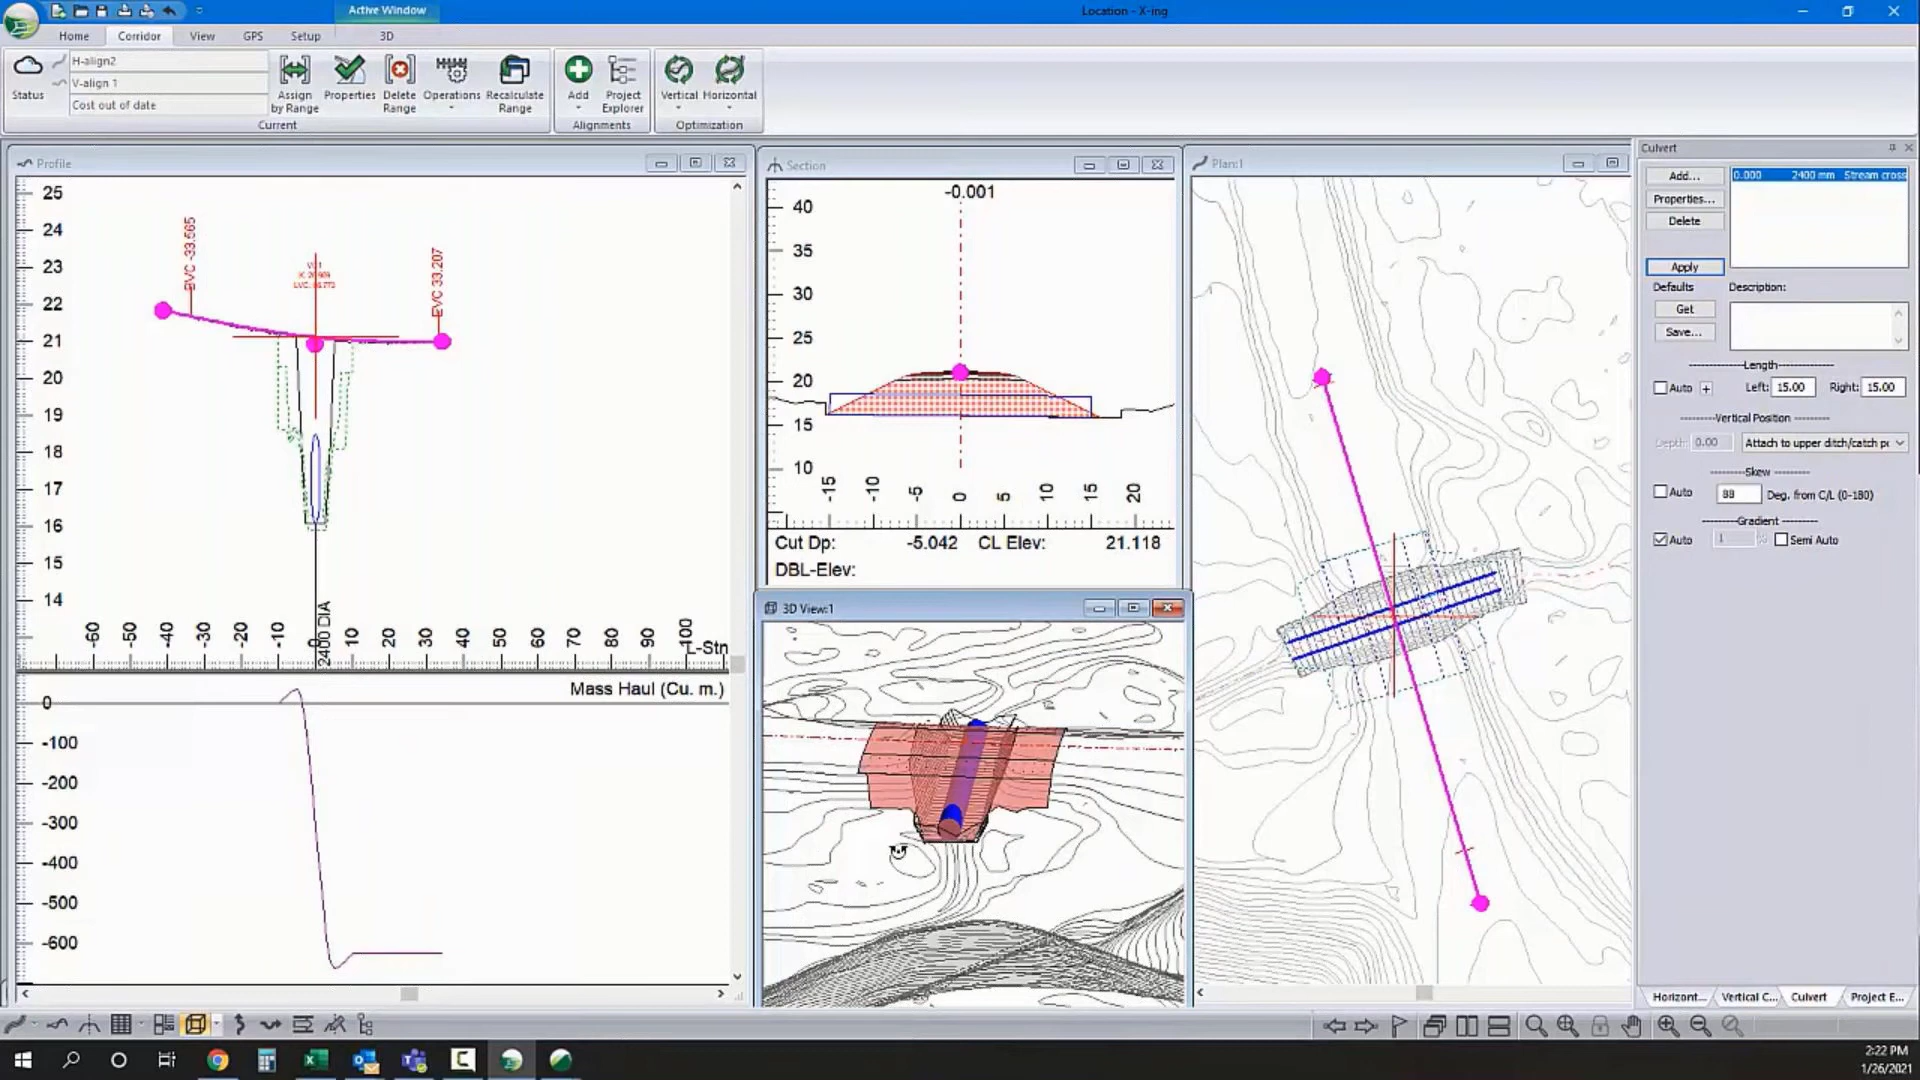 Active Window
Location - X-ing
Home Corridor View GPS Setup 3D
Status
H-align2
V-align 1
Cost out of date
Assign by Range
Properties
Delete Range
Operations
Recalculate Range
Current
Add
Project Explorer
Alignments
Vertical
Horizontal
Optimization
Profile
25
24
23
22
21
20
19
18
17
16
15
14
EVC 33.207
2400 DIA
-60 -50 -40 -30 -20 -10 0 10 20 30 40 50 60 70 80 90 100
L-Stn
Mass Haul (Cu. m.)
0
-100
-200
-300
-400
-500
-600
Section
-0.001
40
35
30
25
20
15
10
-15 -10 -5 0 5 10 15 20
Cut Dp: -5.042 CL Elev: 21.118
DBL-Elev:
3D View:1
Plan:1
Culvert
Add...
Properties...
Delete
Apply
0.000 2400 mm Stream cross
Defaults
Description:
Get
Save...
--------Length--------
Auto + Left: 15.00 Right: 15.00
--------Vertical Position --------
Depth: 0.00 Attach to upper ditch/catch p
--------Skew --------
Auto 88 Deg. from C/L (0-180)
--------Gradient --------
Auto 1 % Semi Auto
Horizont... Vertical C... Culvert Project E...
2:22 PM
1/26/2021